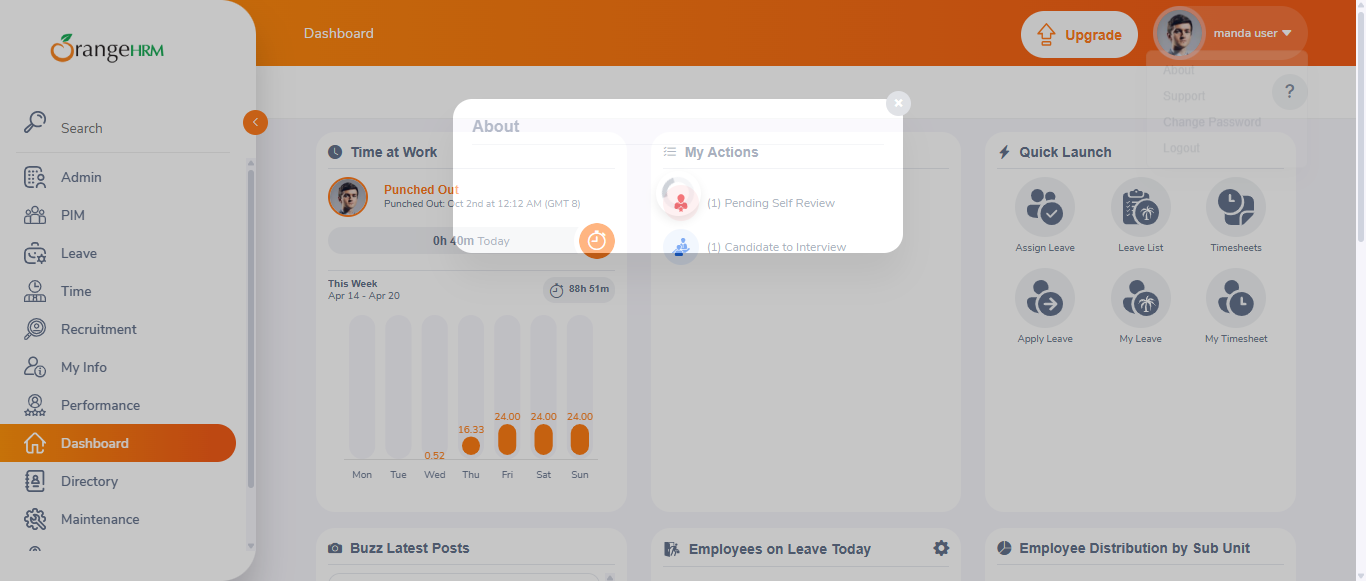 OrangeHRM
Dashboard
Upgrade
manda user
About
Support
Change Password
Logout
?
Search
Admin
PIM
Leave
Time
Recruitment
My Info
Performance
Dashboard
Directory
Maintenance
About
Time at Work
Punched Out
Punched Out: Oct 2nd at 12:12 AM (GMT 8)
0h 40m Today
This Week
Apr 14 - Apr 20
88h 51m
0.52
16.33
24.00
24.00
24.00
Mon Tue Wed Thu Fri Sat Sun
My Actions
(1) Pending Self Review
(1) Candidate to Interview
Quick Launch
Assign Leave
Leave List
Timesheets
Apply Leave
My Leave
My Timesheet
Buzz Latest Posts
Employees on Leave Today
Employee Distribution by Sub Unit